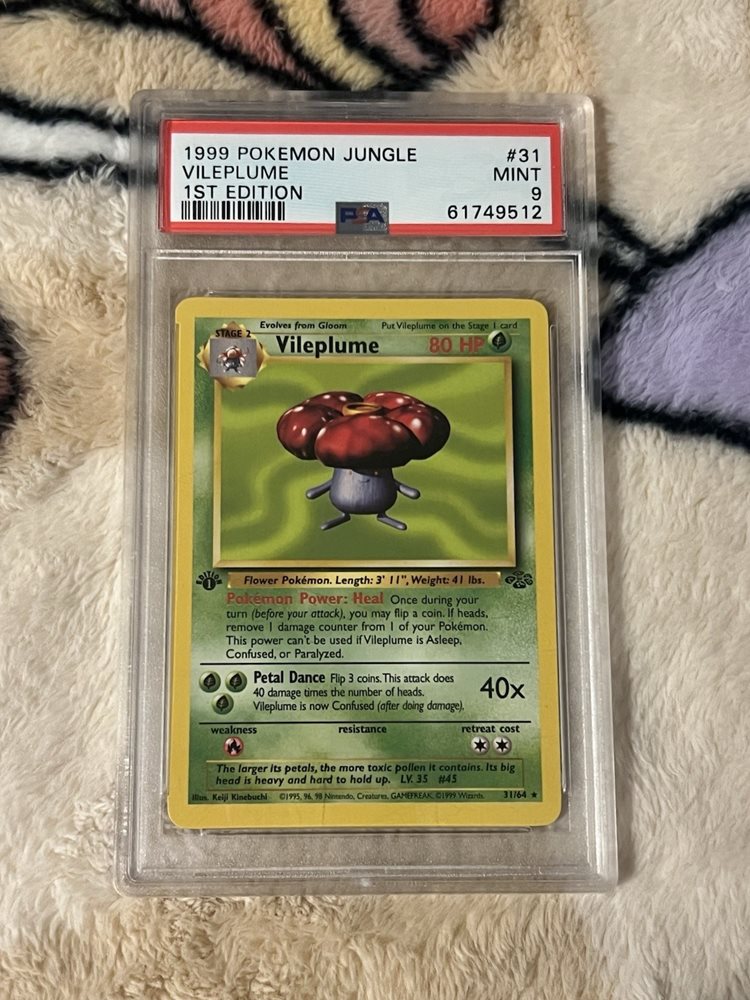 1999 POKEMON JUNGLE #31
VILEPLUME MINT
1ST EDITION 9
PSA 61749512
Evolves from Gloom Put Vileplume on the Stage 1 card
STAGE 2
Vileplume 80 HP
EDITION 1
Flower Pokémon. Length: 3' 11", Weight: 41 lbs.
Pokémon Power: Heal Once during your
turn (before your attack), you may flip a coin. If heads,
remove 1 damage counter from 1 of your Pokémon.
This power can't be used if Vileplume is Asleep,
Confused, or Paralyzed.
Petal Dance Flip 3 coins. This attack does
40 damage times the number of heads.
Vileplume is now Confused (after doing damage).
40x
weakness resistance retreat cost
The larger its petals, the more toxic pollen it contains. Its big
head is heavy and hard to hold up. LV. 35 #45
Illus. Keiji Kinebuchi ©1995, 96, 98 Nintendo, Creatures, GAMEFREAK. ©1999 Wizards. 31/64 ★